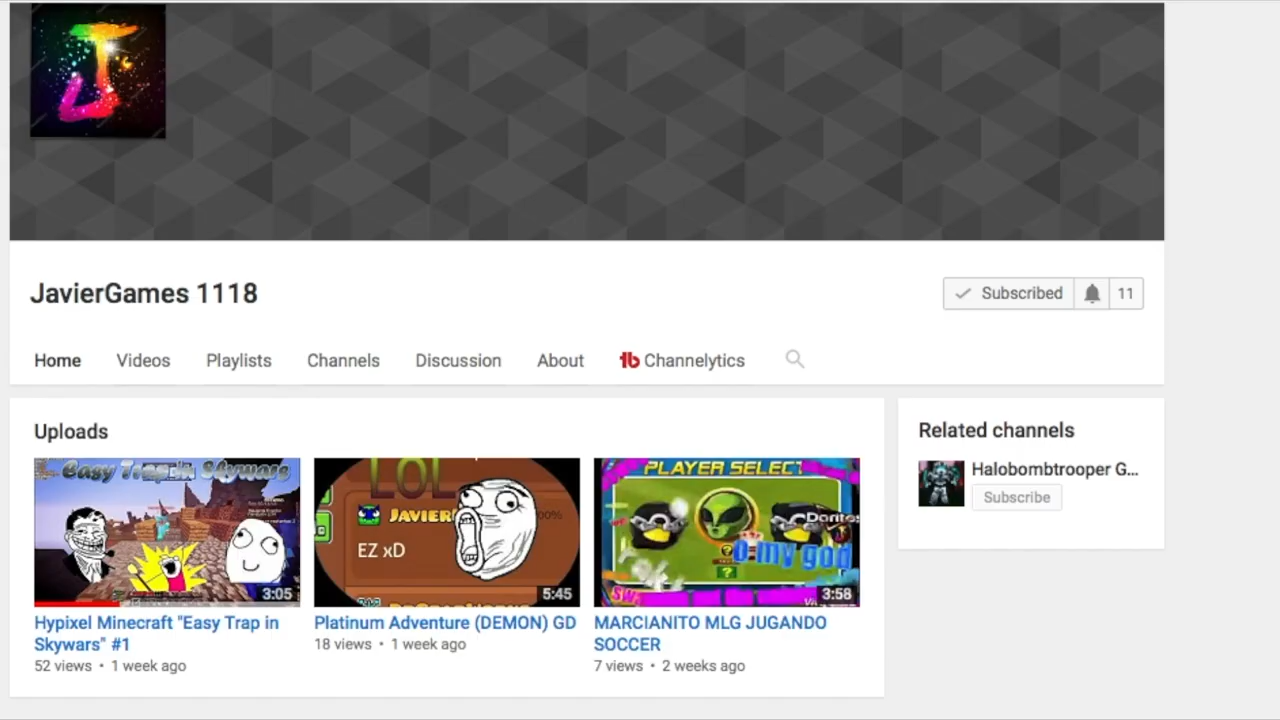 JavierGames 1118
Subscribed 11
Home Videos Playlists Channels Discussion About Channelytics
Uploads
Easy Trap in Skywars
3:05
Hypixel Minecraft "Easy Trap in
Skywars" #1
52 views • 1 week ago
LOL
JAVIER
EZ xD
5:45
Platinum Adventure (DEMON) GD
18 views • 1 week ago
PLAYER SELECT
Dantos
O my god
3:58
MARCIANITO MLG JUGANDO
SOCCER
7 views • 2 weeks ago
Related channels
Halobombtrooper G...
Subscribe